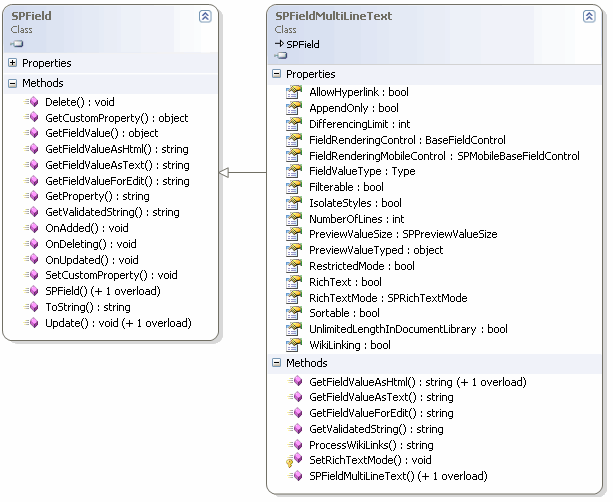 SPField
Class
Properties
Methods
Delete() : void
GetCustomProperty() : object
GetFieldValue() : object
GetFieldValueAsHtml() : string
GetFieldValueAsText() : string
GetFieldValueForEdit() : string
GetProperty() : string
GetValidatedString() : string
OnAdded() : void
OnDeleting() : void
OnUpdated() : void
SetCustomProperty() : void
SPField() (+ 1 overload)
ToString() : string
Update() : void (+ 1 overload)
SPFieldMultiLineText
Class
SPField
Properties
AllowHyperlink : bool
AppendOnly : bool
DifferencingLimit : int
FieldRenderingControl : BaseFieldControl
FieldRenderingMobileControl : SPMobileBaseFieldControl
FieldValueType : Type
Filterable : bool
IsolateStyles : bool
NumberOfLines : int
PreviewValueSize : SPPreviewValueSize
PreviewValueTyped : object
RestrictedMode : bool
RichText : bool
RichTextMode : SPRichTextMode
Sortable : bool
UnlimitedLengthInDocumentLibrary : bool
WikiLinking : bool
Methods
GetFieldValueAsHtml() : string (+ 1 overload)
GetFieldValueAsText() : string
GetFieldValueForEdit() : string
GetValidatedString() : string
ProcessWikiLinks() : string
SetRichTextMode() : void
SPFieldMultiLineText() (+ 1 overload)